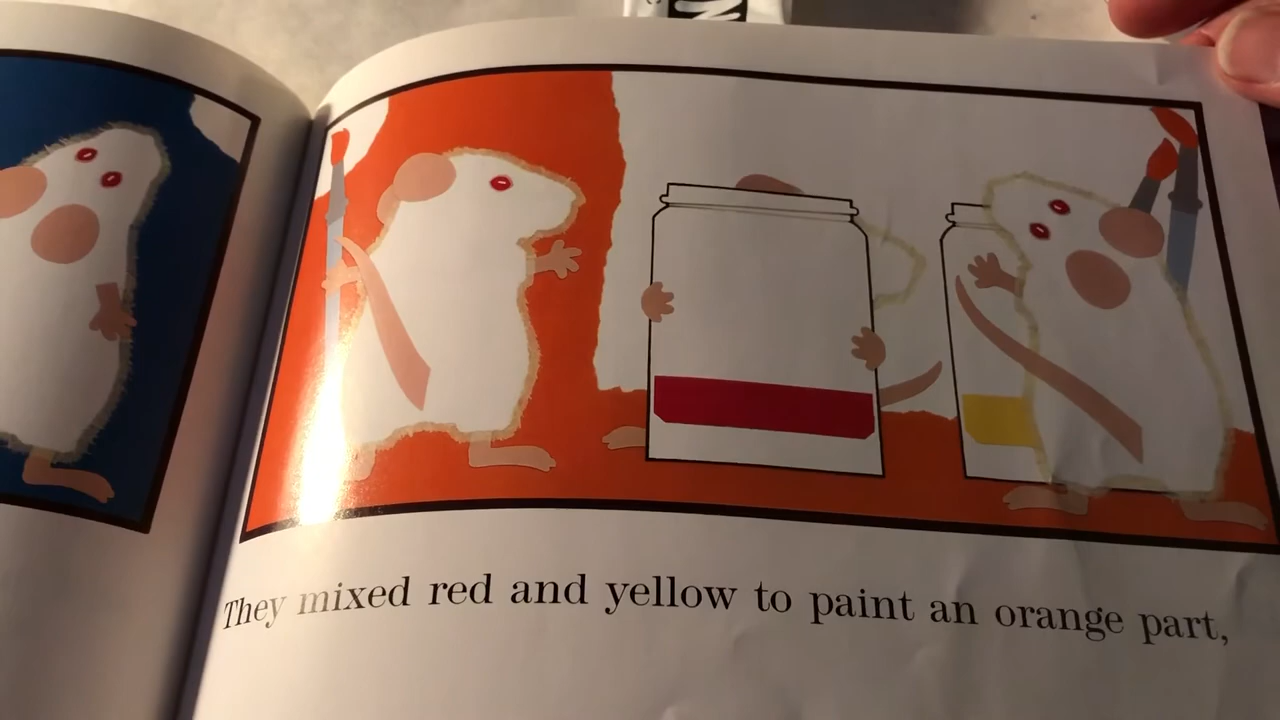 They mixed red and yellow to paint an orange part,